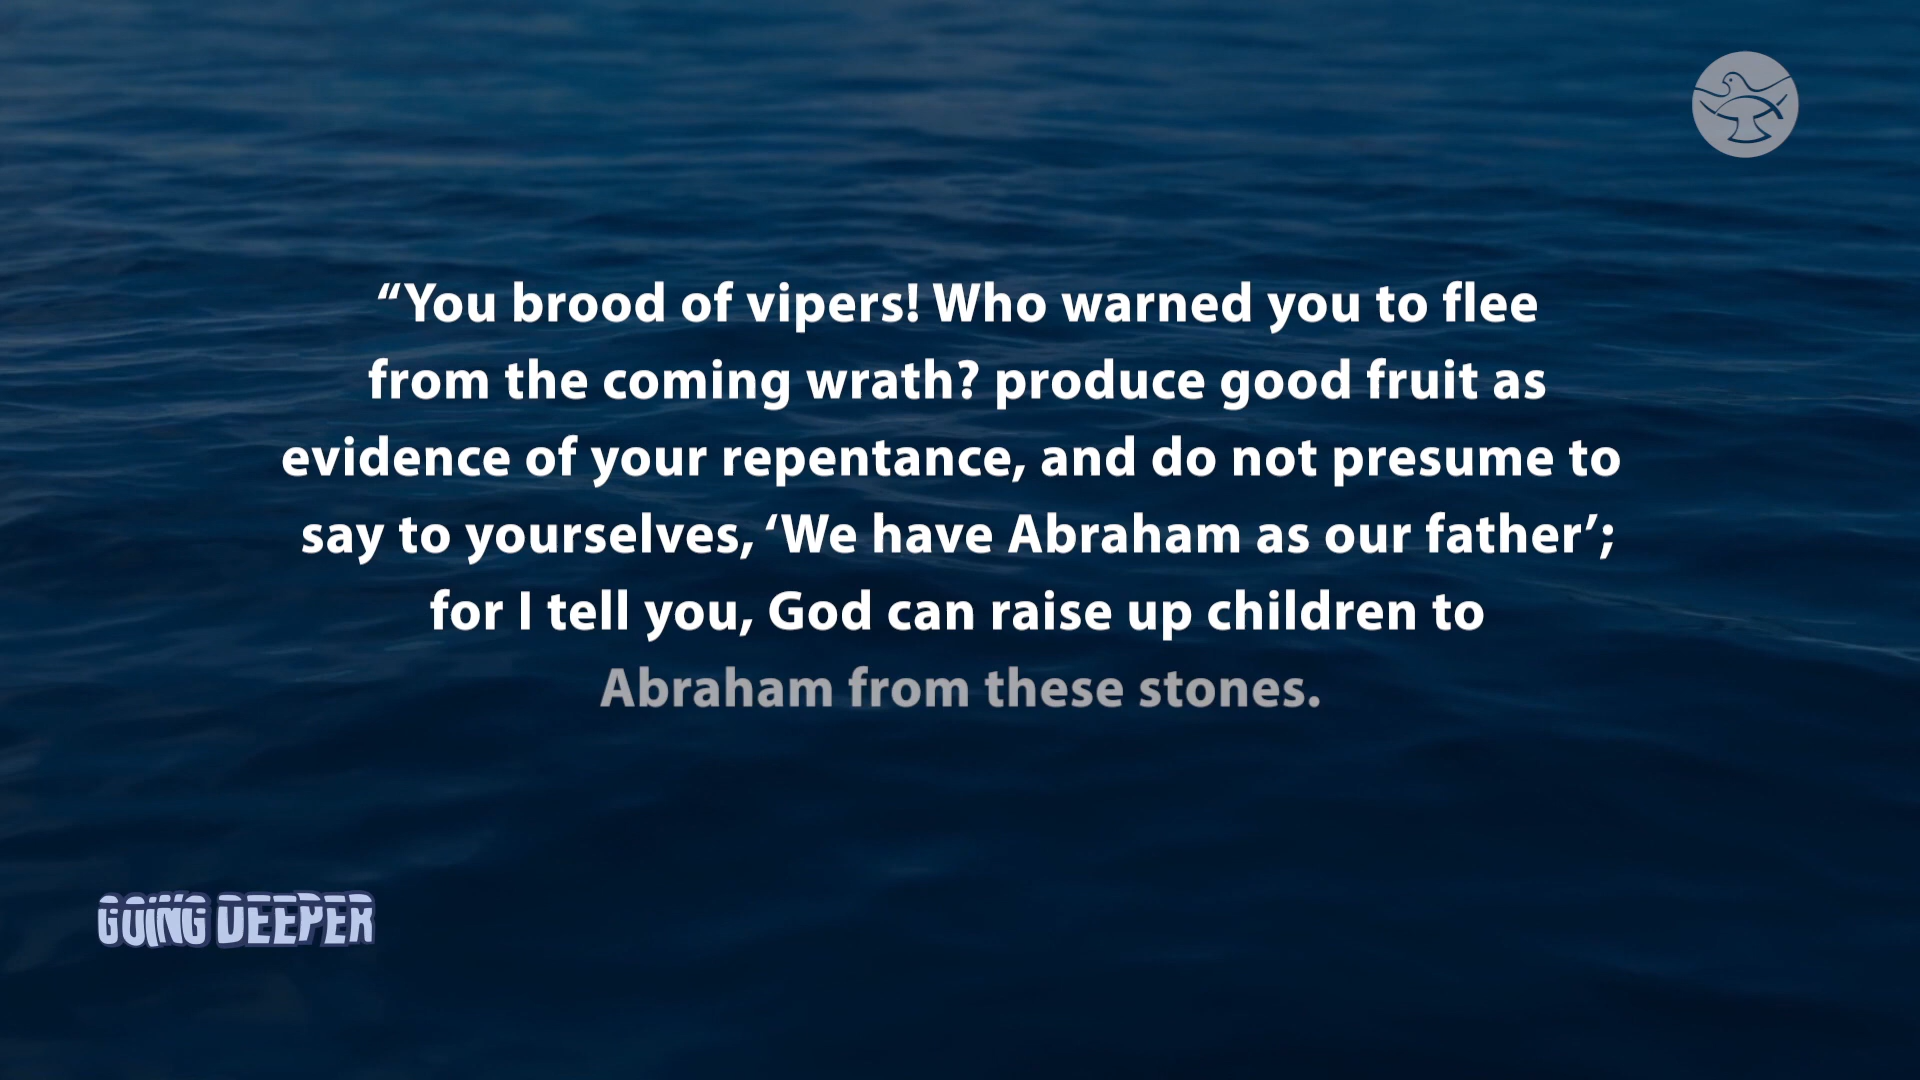 “You brood of vipers! Who warned you to flee
from the coming wrath? produce good fruit as
evidence of your repentance, and do not presume to
say to yourselves, ‘We have Abraham as our father’;
for I tell you, God can raise up children to
Abraham from these stones.
GOING DEEPER